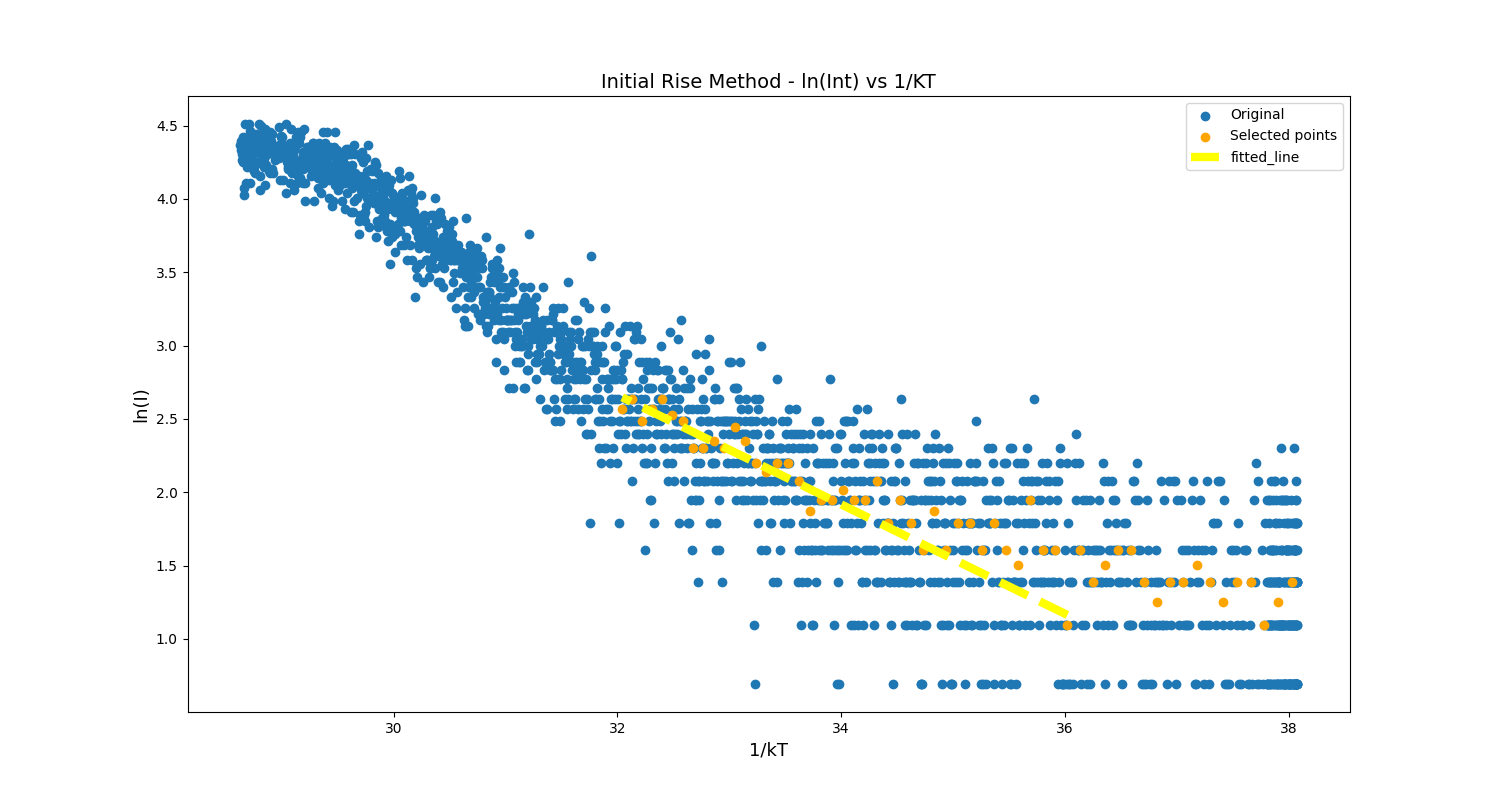 Initial Rise Method - ln(Int) vs 1/KT
Original
Selected points
fitted_line
4.5
4.0
3.5
3.0
2.5
2.0
1.5
1.0
ln(I)
30
32
34
36
38
1/kT